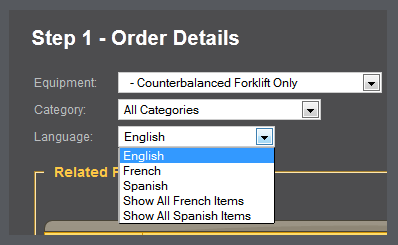 Step 1 - Order Details
Equipment: - Counterbalanced Forklift Only
Category: All Categories
Language: English
English
French
Spanish
Show All French Items
Show All Spanish Items
Related